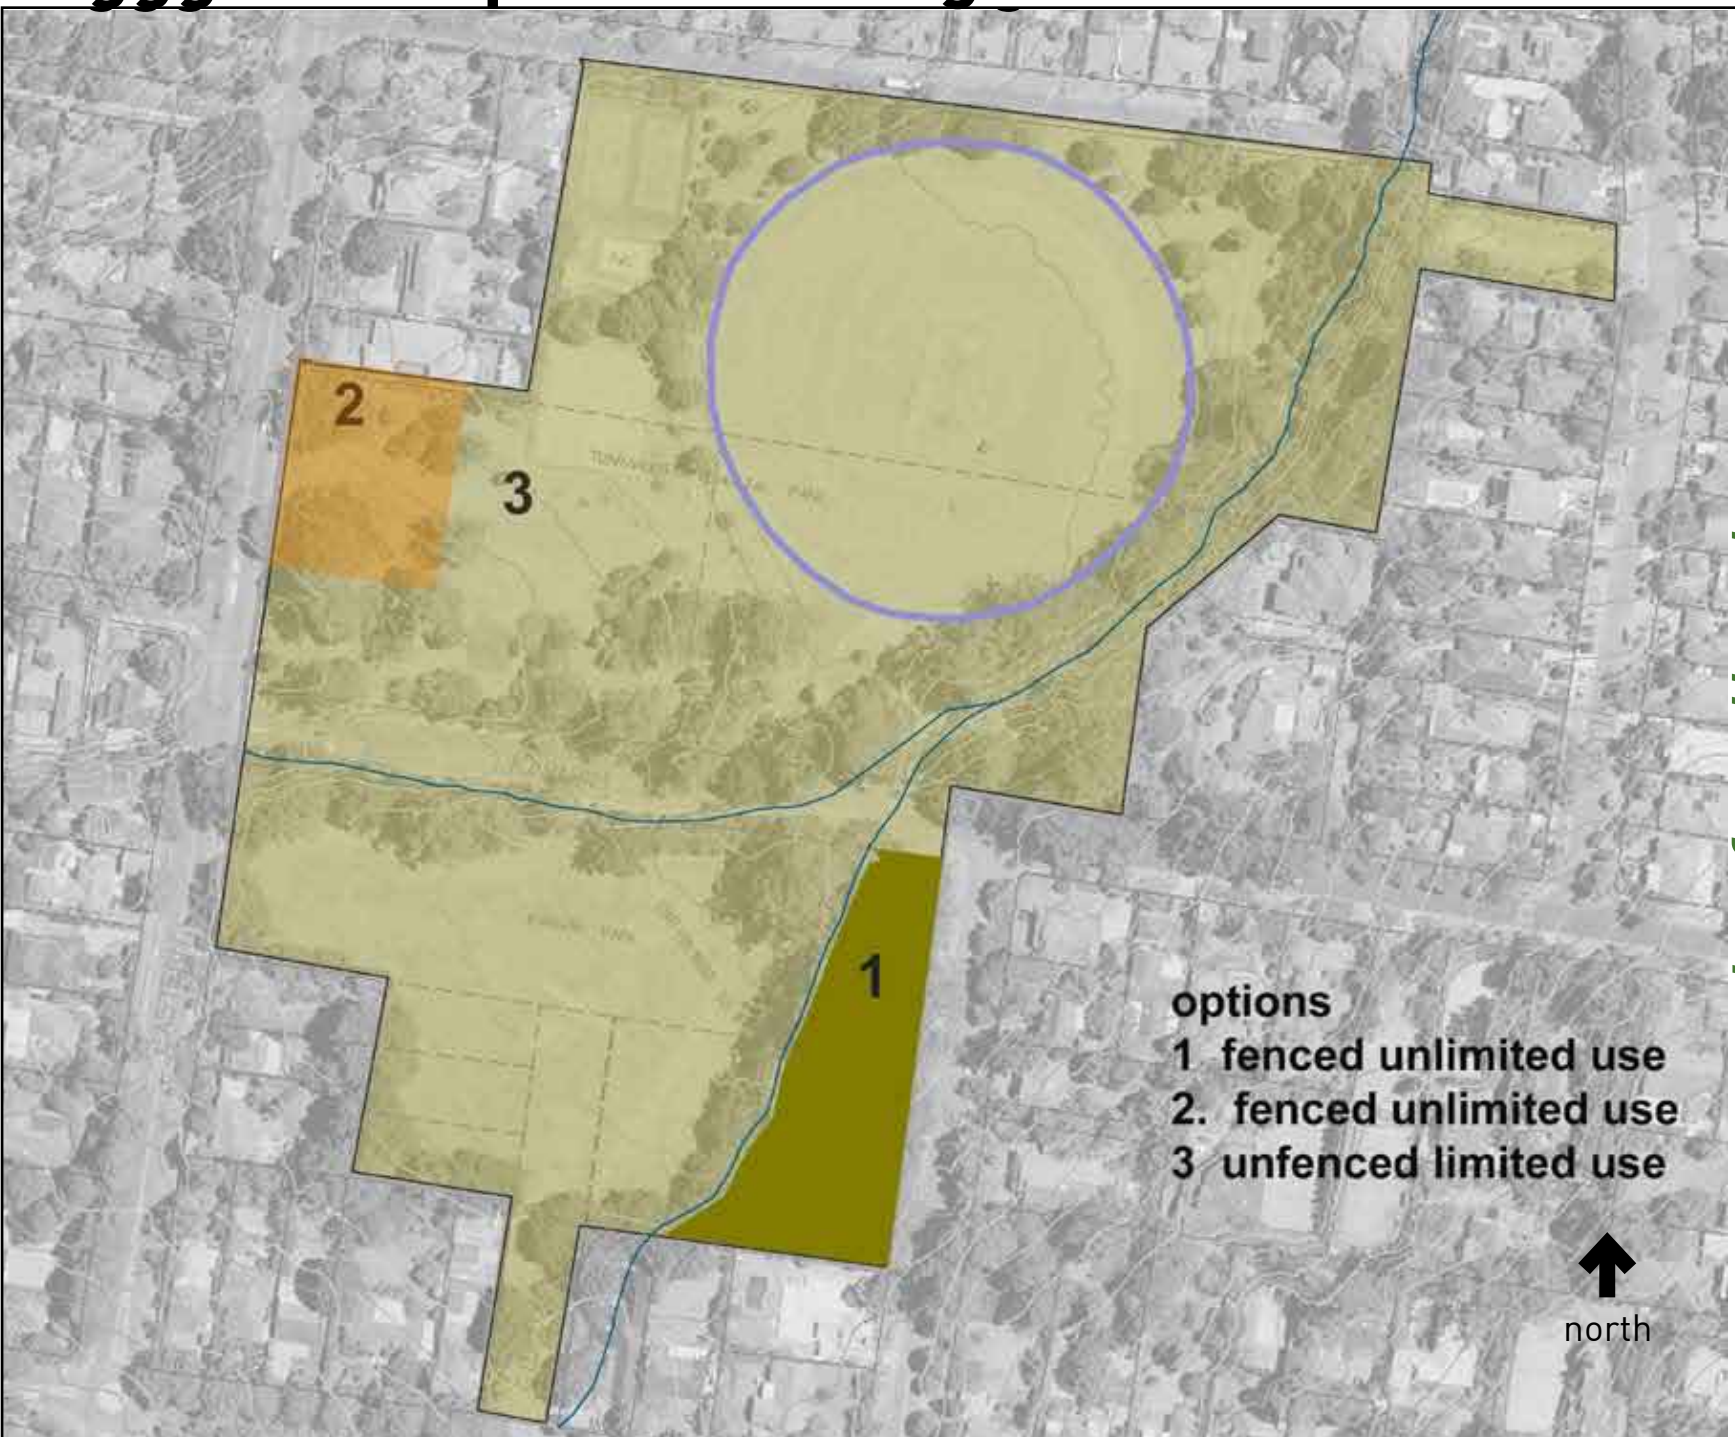 2
3
1
options
1 fenced unlimited use
2. fenced unlimited use
3 unfenced limited use
north